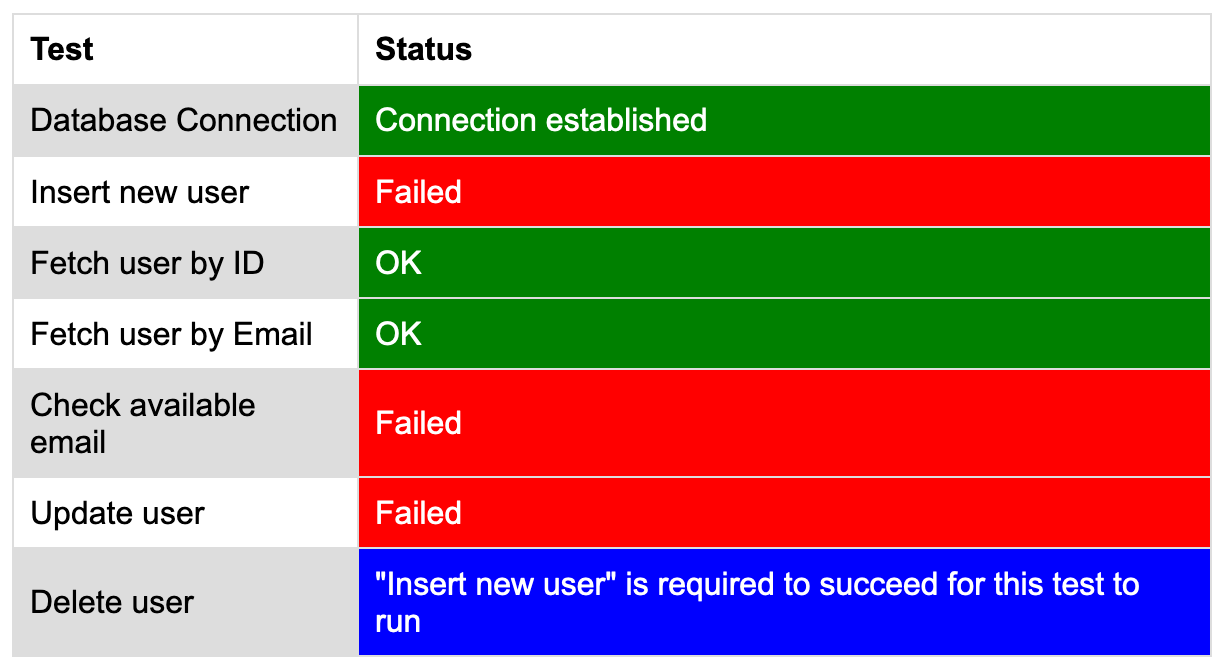 Test Status
Database Connection Connection established
Insert new user Failed
Fetch user by ID OK
Fetch user by Email OK
Check available
email
Failed
Update user Failed
Delete user
"Insert new user" is required to succeed for this test to
run